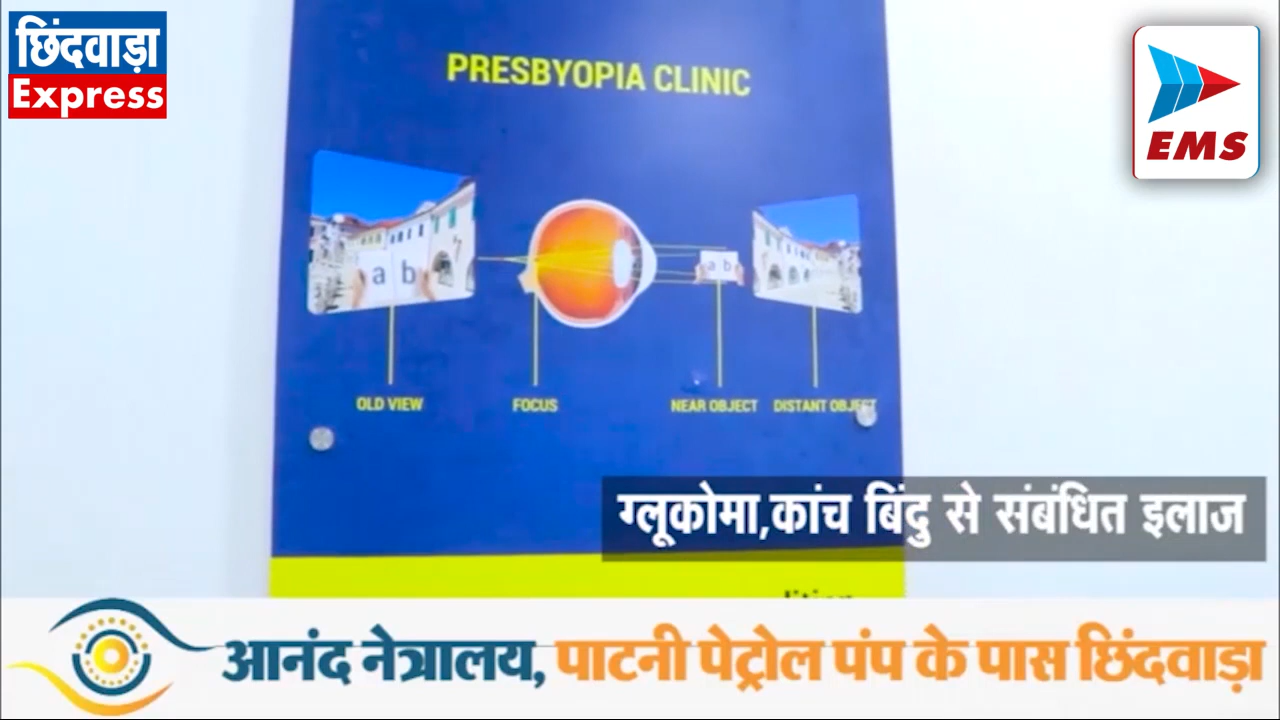 छिंदवाड़ा
Express
EMS
PRESBYOPIA CLINIC
a b
a b
OLD VIEW
FOCUS
NEAR OBJECT
DISTANT OBJECT
ग्लूकोमा,कांच बिंदु से संबंधित इलाज
आनंद नेत्रालय, पाटनी पेट्रोल पंप के पास छिंदवाड़ा